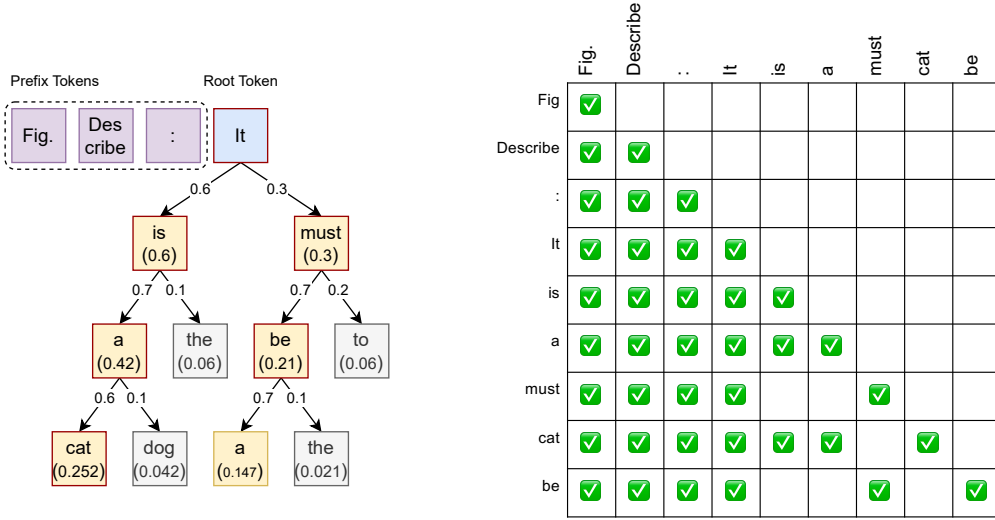 Prefix Tokens
Root Token
Fig.
Des
cribe
:
It
0.6
0.3
is
(0.6)
must
(0.3)
0.7
0.1
0.7
0.2
a
(0.42)
the
(0.06)
be
(0.21)
to
(0.06)
0.6
0.1
0.7
0.1
cat
(0.252)
dog
(0.042)
a
(0.147)
the
(0.021)
Fig.
Describe
:
It
is
a
must
cat
be
Fig
Describe
:
It
is
a
must
cat
be